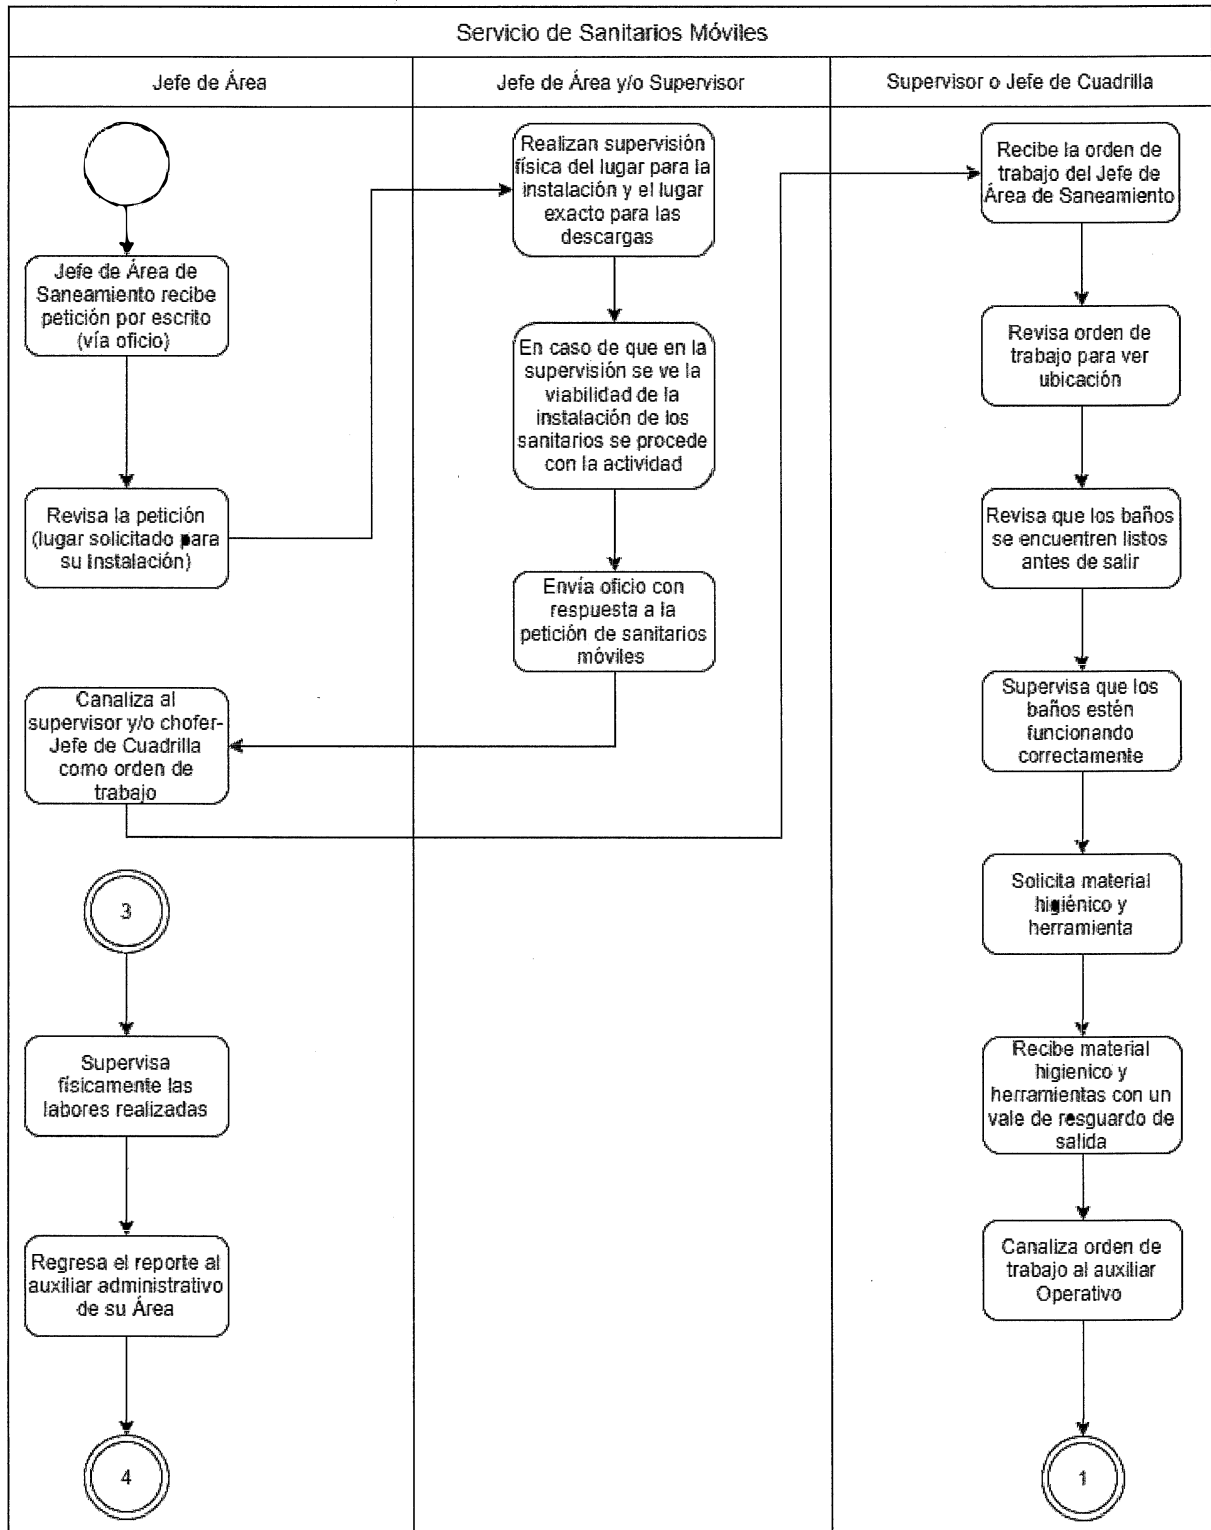 Servicio de Sanitarios Móviles
Jefe de Área
Jefe de Área y/o Supervisor
Supervisor o Jefe de Cuadrilla
Jefe de Área de
Saneamiento recibe
petición por escrito
(vía oficio)
Revisa la petición
(lugar solicitado para
su Instalación)
Canaliza al
supervisor y/o chofer-
Jefe de Cuadrilla
como orden de
trabajo
3
Supervisa
físicamente las
labores realizadas
Regresa el reporte al
auxiliar administrativo
de su Área
4
Realizan supervisión
física del lugar para la
instalación y el lugar
exacto para las
descargas
En caso de que en la
supervisión se ve la
viabilidad de la
instalación de los
sanitarios se procede
con la actividad
Envía oficio con
respuesta a la
petición de sanitarios
móviles
Recibe la orden de
trabajo del Jefe de
Área de Saneamiento
Revisa orden de
trabajo para ver
ubicación
Revisa que los baños
se encuentren listos
antes de salir
Supervisa que los
baños estén
funcionando
correctamente
Solicita material
higiénico y
herramienta
Recibe material
higienico y
herramientas con un
vale de resguardo de
salida
Canaliza orden de
trabajo al auxiliar
Operativo
1